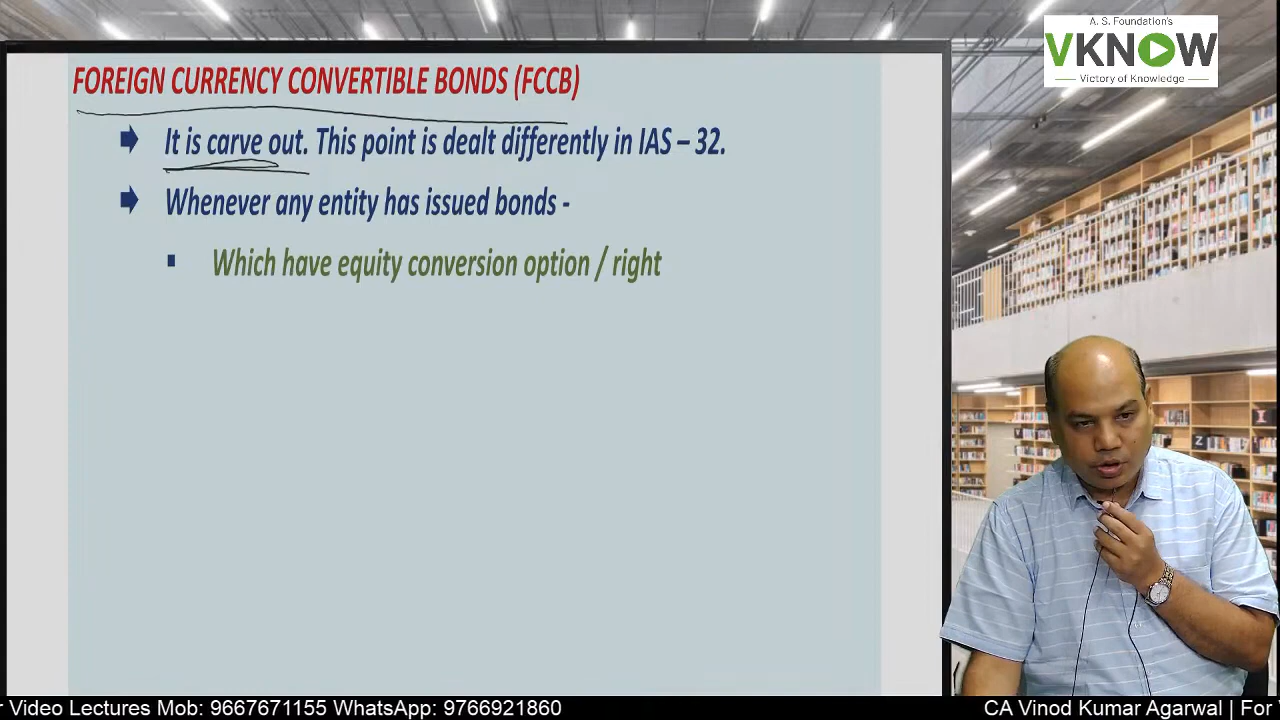 A. S. Foundation's
VKNOW
Victory of Knowledge
FOREIGN CURRENCY CONVERTIBLE BONDS (FCCB)
It is carve out. This point is dealt differently in IAS – 32.
Whenever any entity has issued bonds -
Which have equity conversion option / right
r Video Lectures Mob: 9667671155 WhatsApp: 9766921860
CA Vinod Kumar Agarwal | For